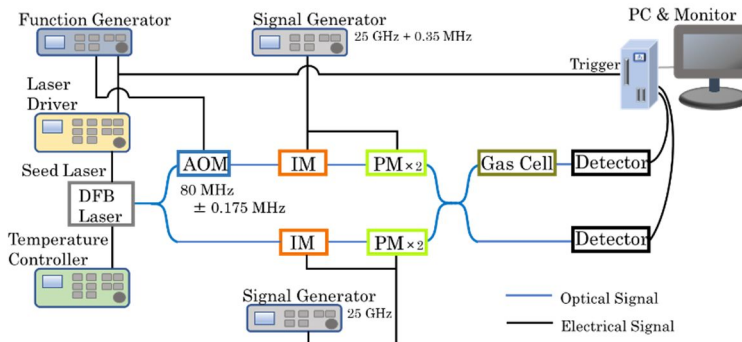 Function Generator
Signal Generator
25 GHz + 0.35 MHz
PC & Monitor
Trigger
Laser
Driver
Seed Laser
DFB
Laser
AOM
80 MHz
± 0.175 MHz
IM
PM×2
Gas Cell
Detector
Temperature
Controller
IM
PM×2
Detector
Signal Generator
25 GHz
Optical Signal
Electrical Signal